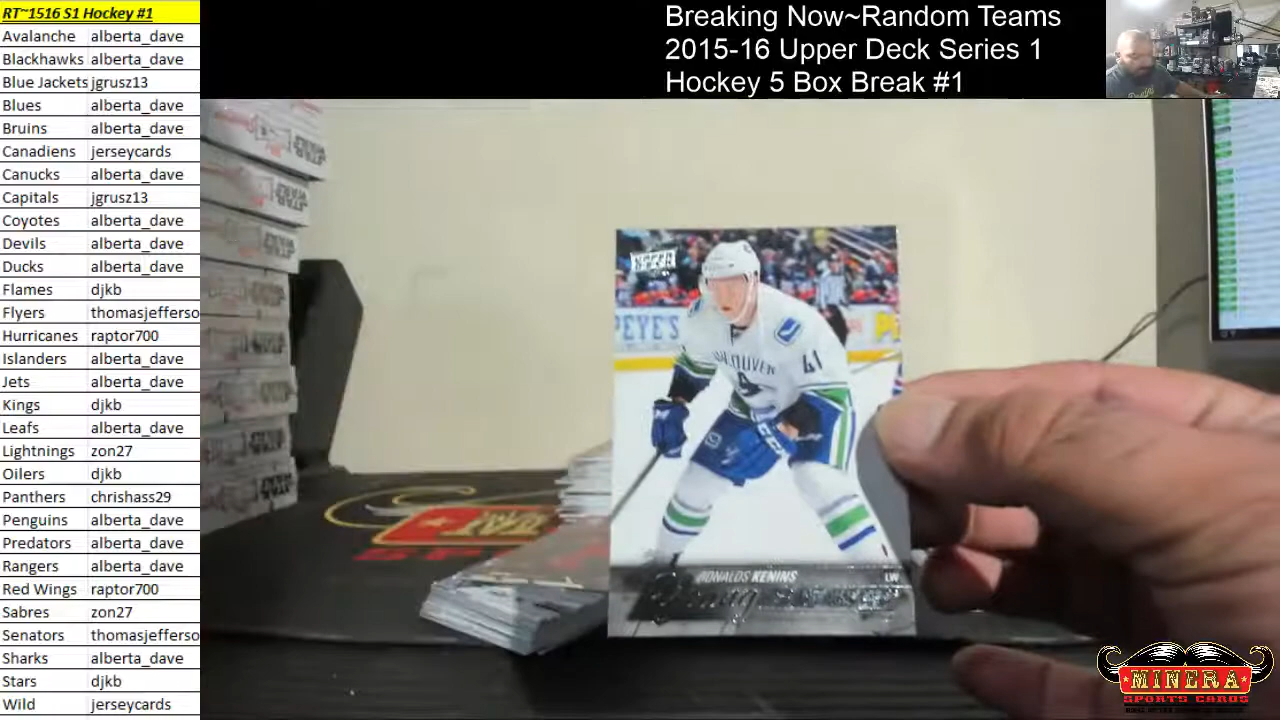 RT~1516 S1 Hockey #1
Avalanche alberta_dave
Blackhawks alberta_dave
Blue Jackets jgrusz13
Blues alberta_dave
Bruins alberta_dave
Canadiens jerseycards
Canucks alberta_dave
Capitals jgrusz13
Coyotes alberta_dave
Devils alberta_dave
Ducks alberta_dave
Flames djkb
Flyers thomasjefferso
Hurricanes raptor700
Islanders alberta_dave
Jets alberta_dave
Kings djkb
Leafs alberta_dave
Lightnings zon27
Oilers djkb
Panthers chrishass29
Penguins alberta_dave
Predators alberta_dave
Rangers alberta_dave
Red Wings raptor700
Sabres zon27
Senators thomasjefferso
Sharks alberta_dave
Stars djkb
Wild jerseycards
Breaking Now~Random Teams
2015-16 Upper Deck Series 1
Hockey 5 Box Break #1
PEYE'S
41
RONALDS KENINS
LW
MINERA
SPORTS CARDS